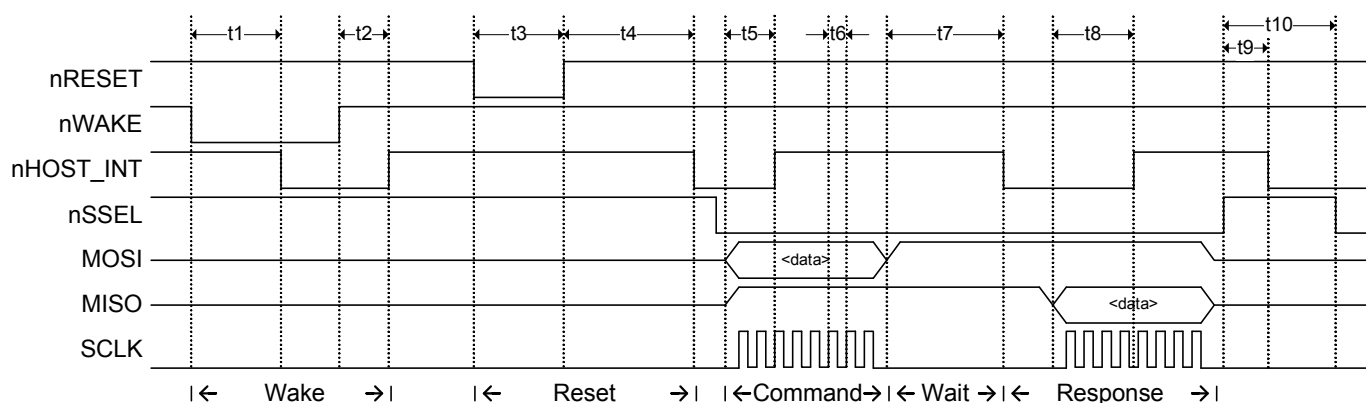 t1 t2 t3 t4 t5 t6 t7 t8 t10
t9
nRESET
nWAKE
nHOST_INT
nSSEL
MOSI <data>
MISO <data>
SCLK
|← Wake →| |← Reset →| |←Command→|← Wait →|← Response →|